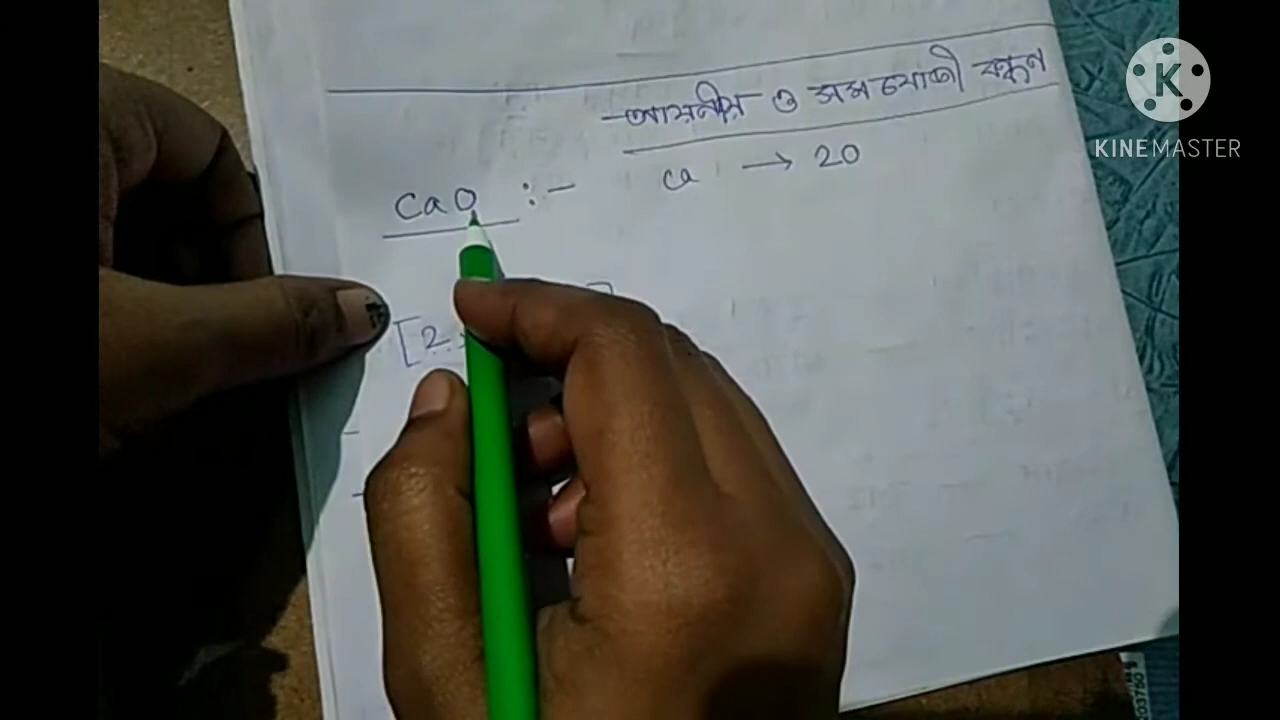 আয়নীয় ও সমযোজী বন্ধন
CaO :-
Ca → 20
[2.
K
KINEMASTER